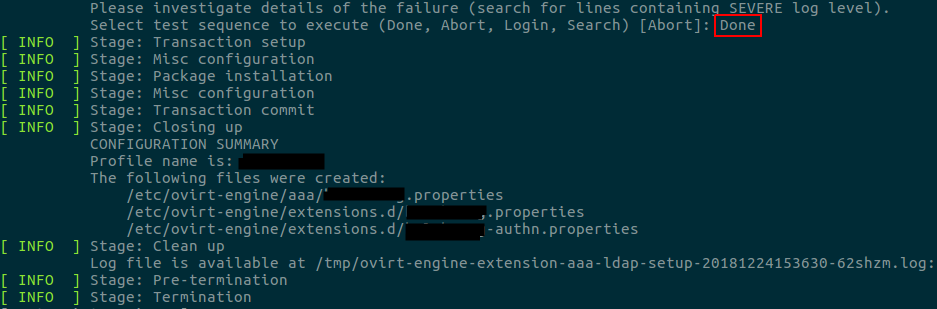 Please investigate details of the failure (search for lines containing SEVERE log level).
Select test sequence to execute (Done, Abort, Login, Search) [Abort]: Done
[ INFO  ] Stage: Transaction setup
[ INFO  ] Stage: Misc configuration
[ INFO  ] Stage: Package installation
[ INFO  ] Stage: Misc configuration
[ INFO  ] Stage: Transaction commit
[ INFO  ] Stage: Closing up
CONFIGURATION SUMMARY
Profile name is:
The following files were created:
/etc/ovirt-engine/aaa/ .properties
/etc/ovirt-engine/extensions.d/ .properties
/etc/ovirt-engine/extensions.d/ -authn.properties
[ INFO  ] Stage: Clean up
Log file is available at /tmp/ovirt-engine-extension-aaa-ldap-setup-20181224153630-62shzm.log:
[ INFO  ] Stage: Pre-termination
[ INFO  ] Stage: Termination